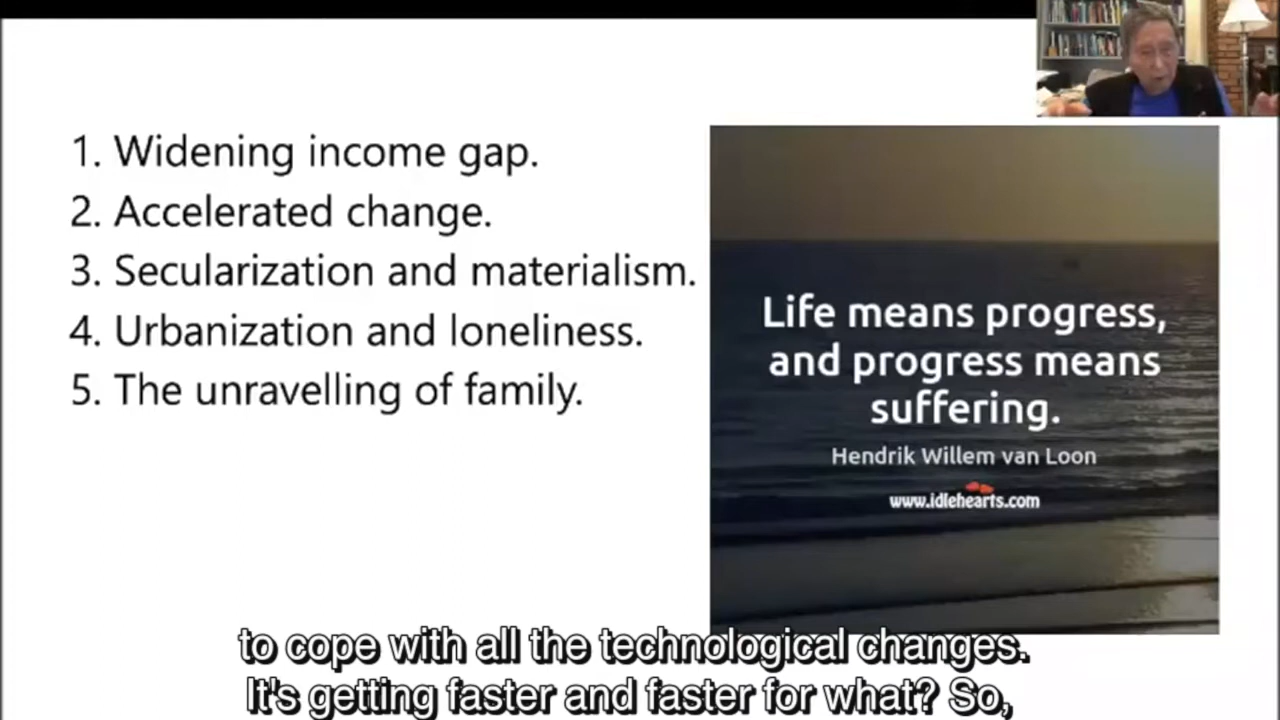 1. Widening income gap.
2. Accelerated change.
3. Secularization and materialism.
4. Urbanization and loneliness.
5. The unravelling of family.
Life means progress,
and progress means
suffering.
Hendrik Willem van Loon
www.idlehearts.com
to cope with all the technological changes.
It's getting faster and faster for what? So,